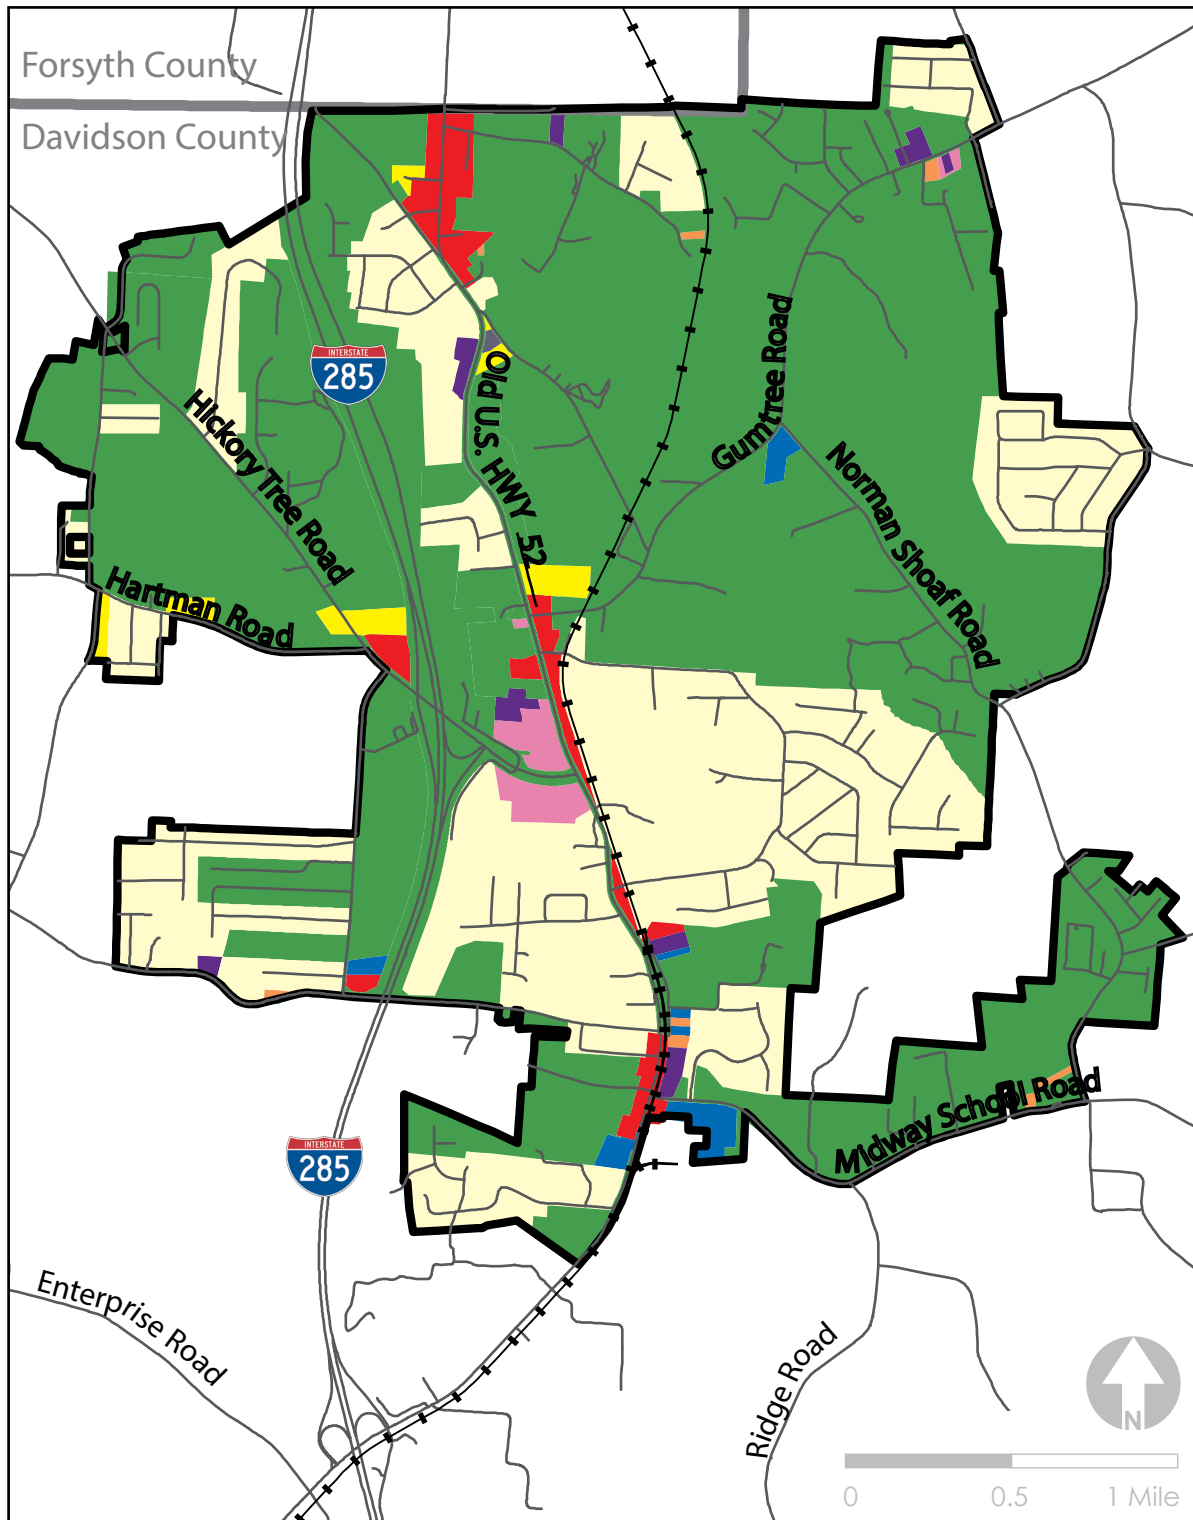 Forsyth County
Davidson County
INTERSTATE
285
Old U.S. HWY 52
Gumtree Road
Hickory Tree Road
Norman Shoaf Road
Hartman Road
Midway School Road
INTERSTATE
285
Enterprise Road
Ridge Road
N
0 0.5 1 Mile